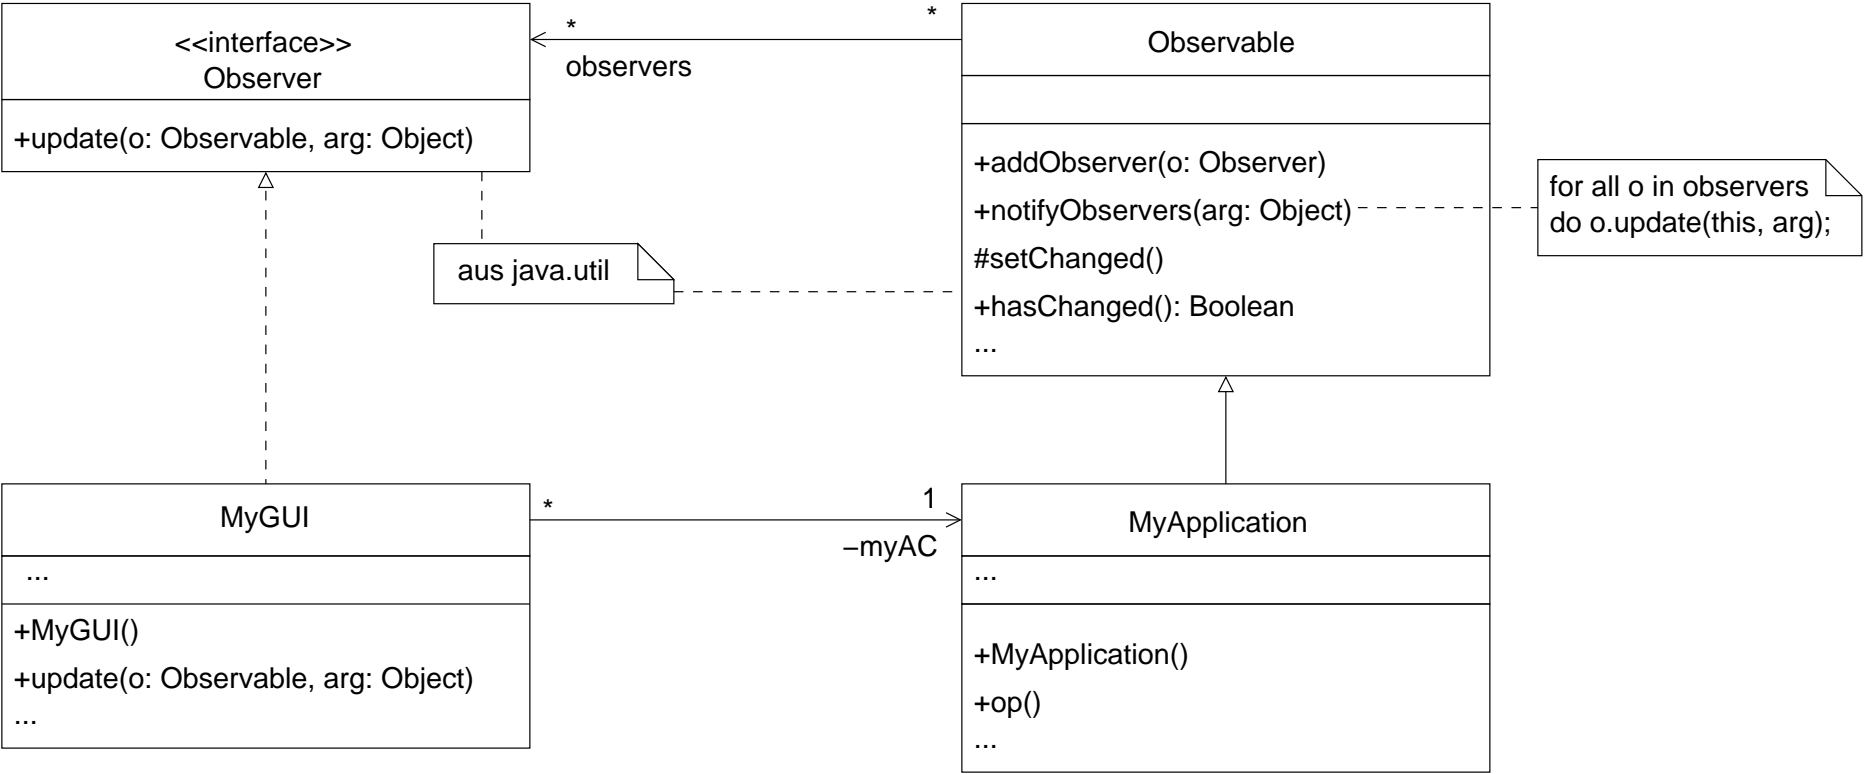 <<interface>>
Observer
+update(o: Observable, arg: Object)
*
observers
*
Observable
+addObserver(o: Observer)
+notifyObservers(arg: Object)
#setChanged()
+hasChanged(): Boolean
...
for all o in observers
do o.update(this, arg);
aus java.util
MyGUI
...
+MyGUI()
+update(o: Observable, arg: Object)
...
*
1
–myAC
MyApplication
...
+MyApplication()
+op()
...